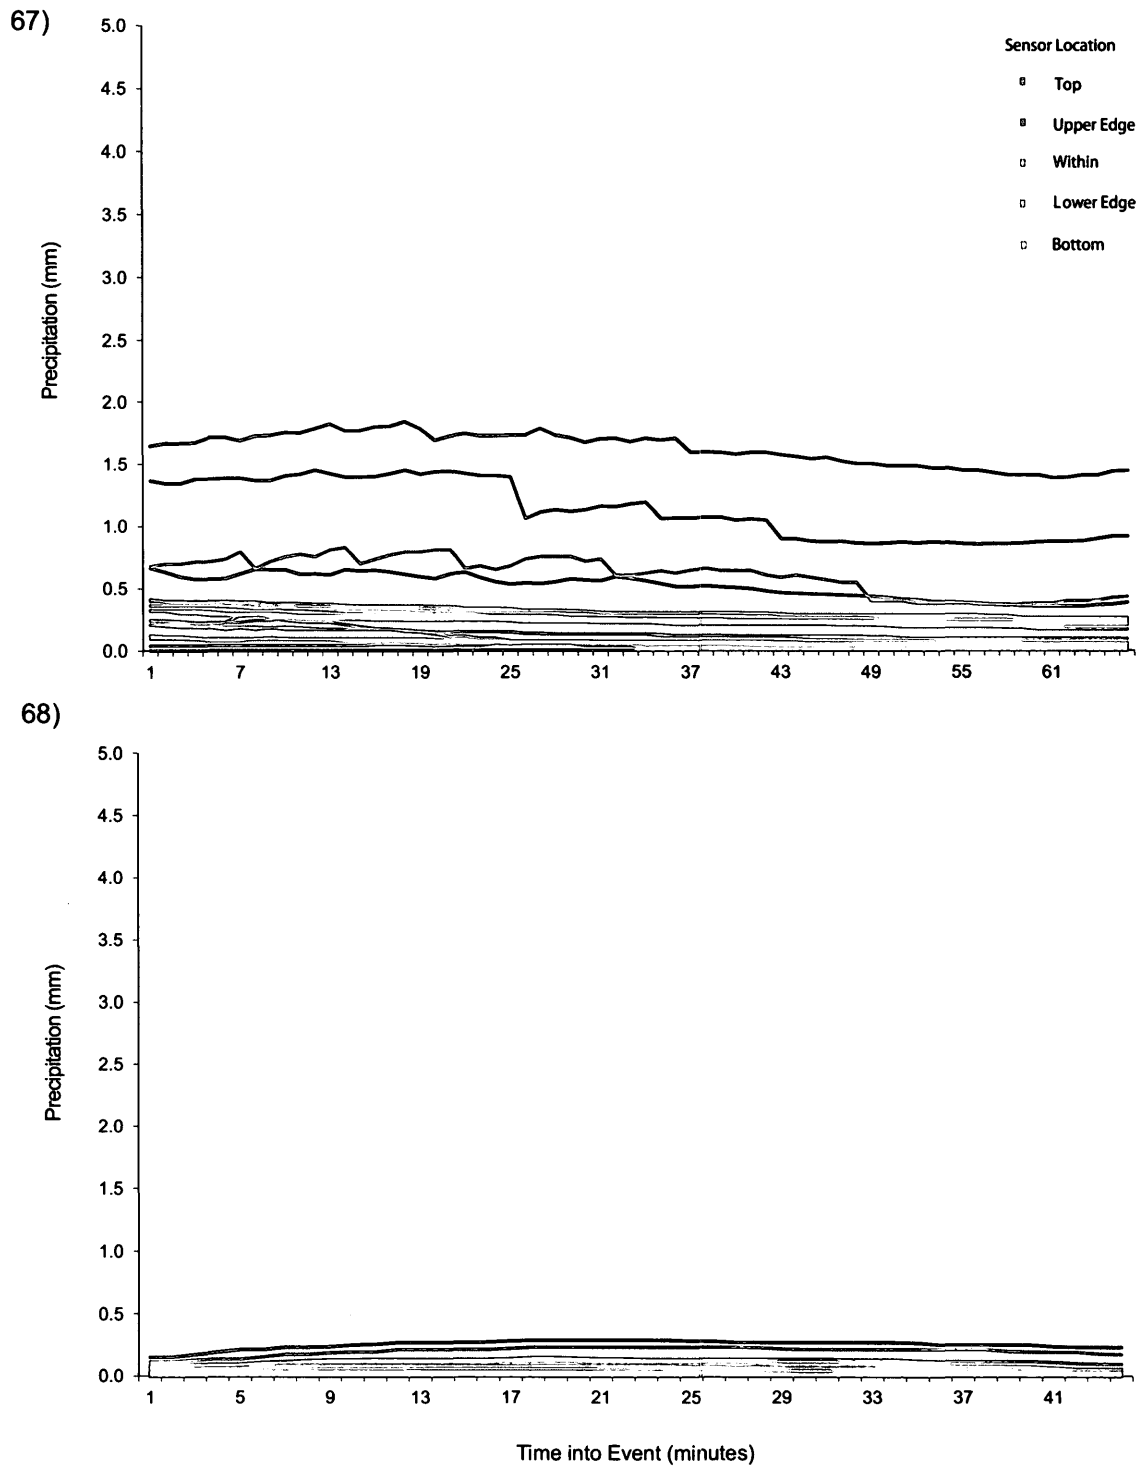 67)
5.0
4.5
4.0
3.5
3.0
2.5
2.0
1.5
1.0
0.5
0.0
Precipitation (mm)
1 7 13 19 25 31 37 43 49 55 61
Sensor Location
Top
Upper Edge
Within
Lower Edge
Bottom
68)
5.0
4.5
4.0
3.5
3.0
2.5
2.0
1.5
1.0
0.5
0.0
Precipitation (mm)
1 5 9 13 17 21 25 29 33 37 41
Time into Event (minutes)